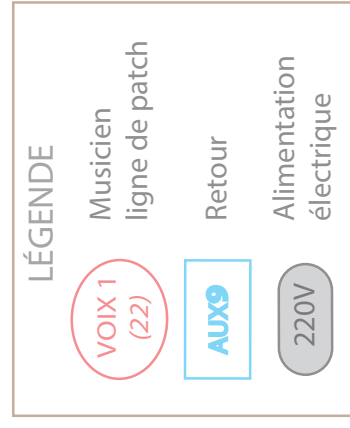 LÉGENDE
VOIX 1
(22)
Musicien
ligne de patch
AUX9
Retour
220V
Alimentation
électrique